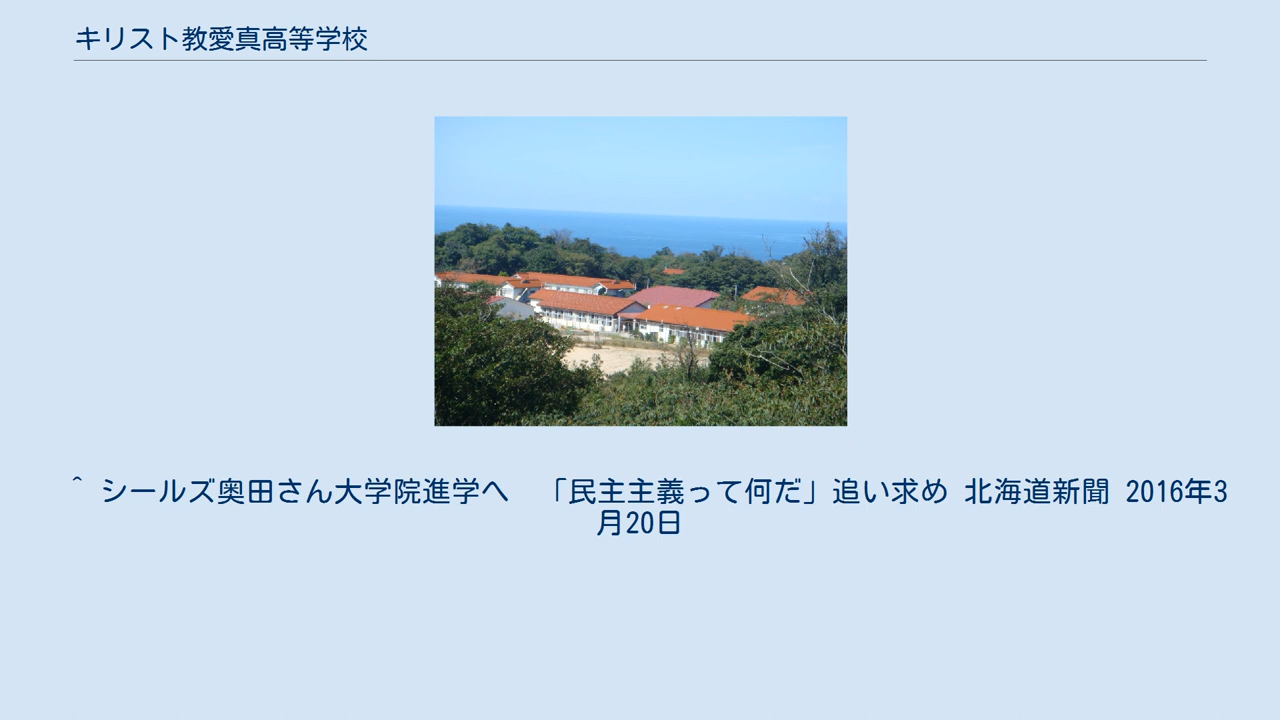 キリスト教愛真高等学校
^ シールズ奥田さん大学院進学へ　「民主主義って何だ」追い求め 北海道新聞 2016年3
月20日